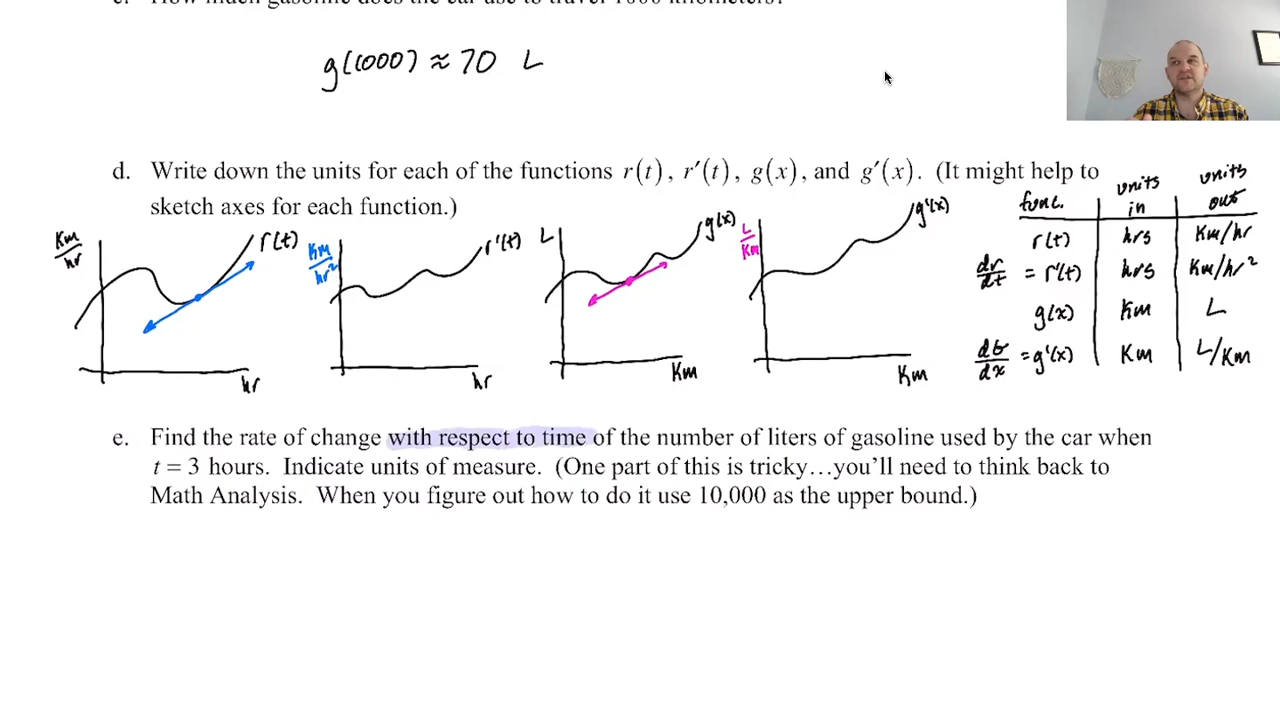 g(1000) ≈ 70 L
d. Write down the units for each of the functions r(t), r′(t), g(x), and g′(x). (It might help to
sketch axes for each function.)
Km/hr r(t) hr
Km/hr² r'(t) hr
L g(x) Km
L/Km g'(x) Km
func. units in units out
r(t) hrs Km/hr
dr/dt = r'(t) hrs Km/hr²
g(x) Km L
= g'(x) Km L/Km
e. Find the rate of change with respect to time of the number of liters of gasoline used by the car when
t = 3 hours. Indicate units of measure. (One part of this is tricky…you’ll need to think back to
Math Analysis. When you figure out how to do it use 10,000 as the upper bound.)